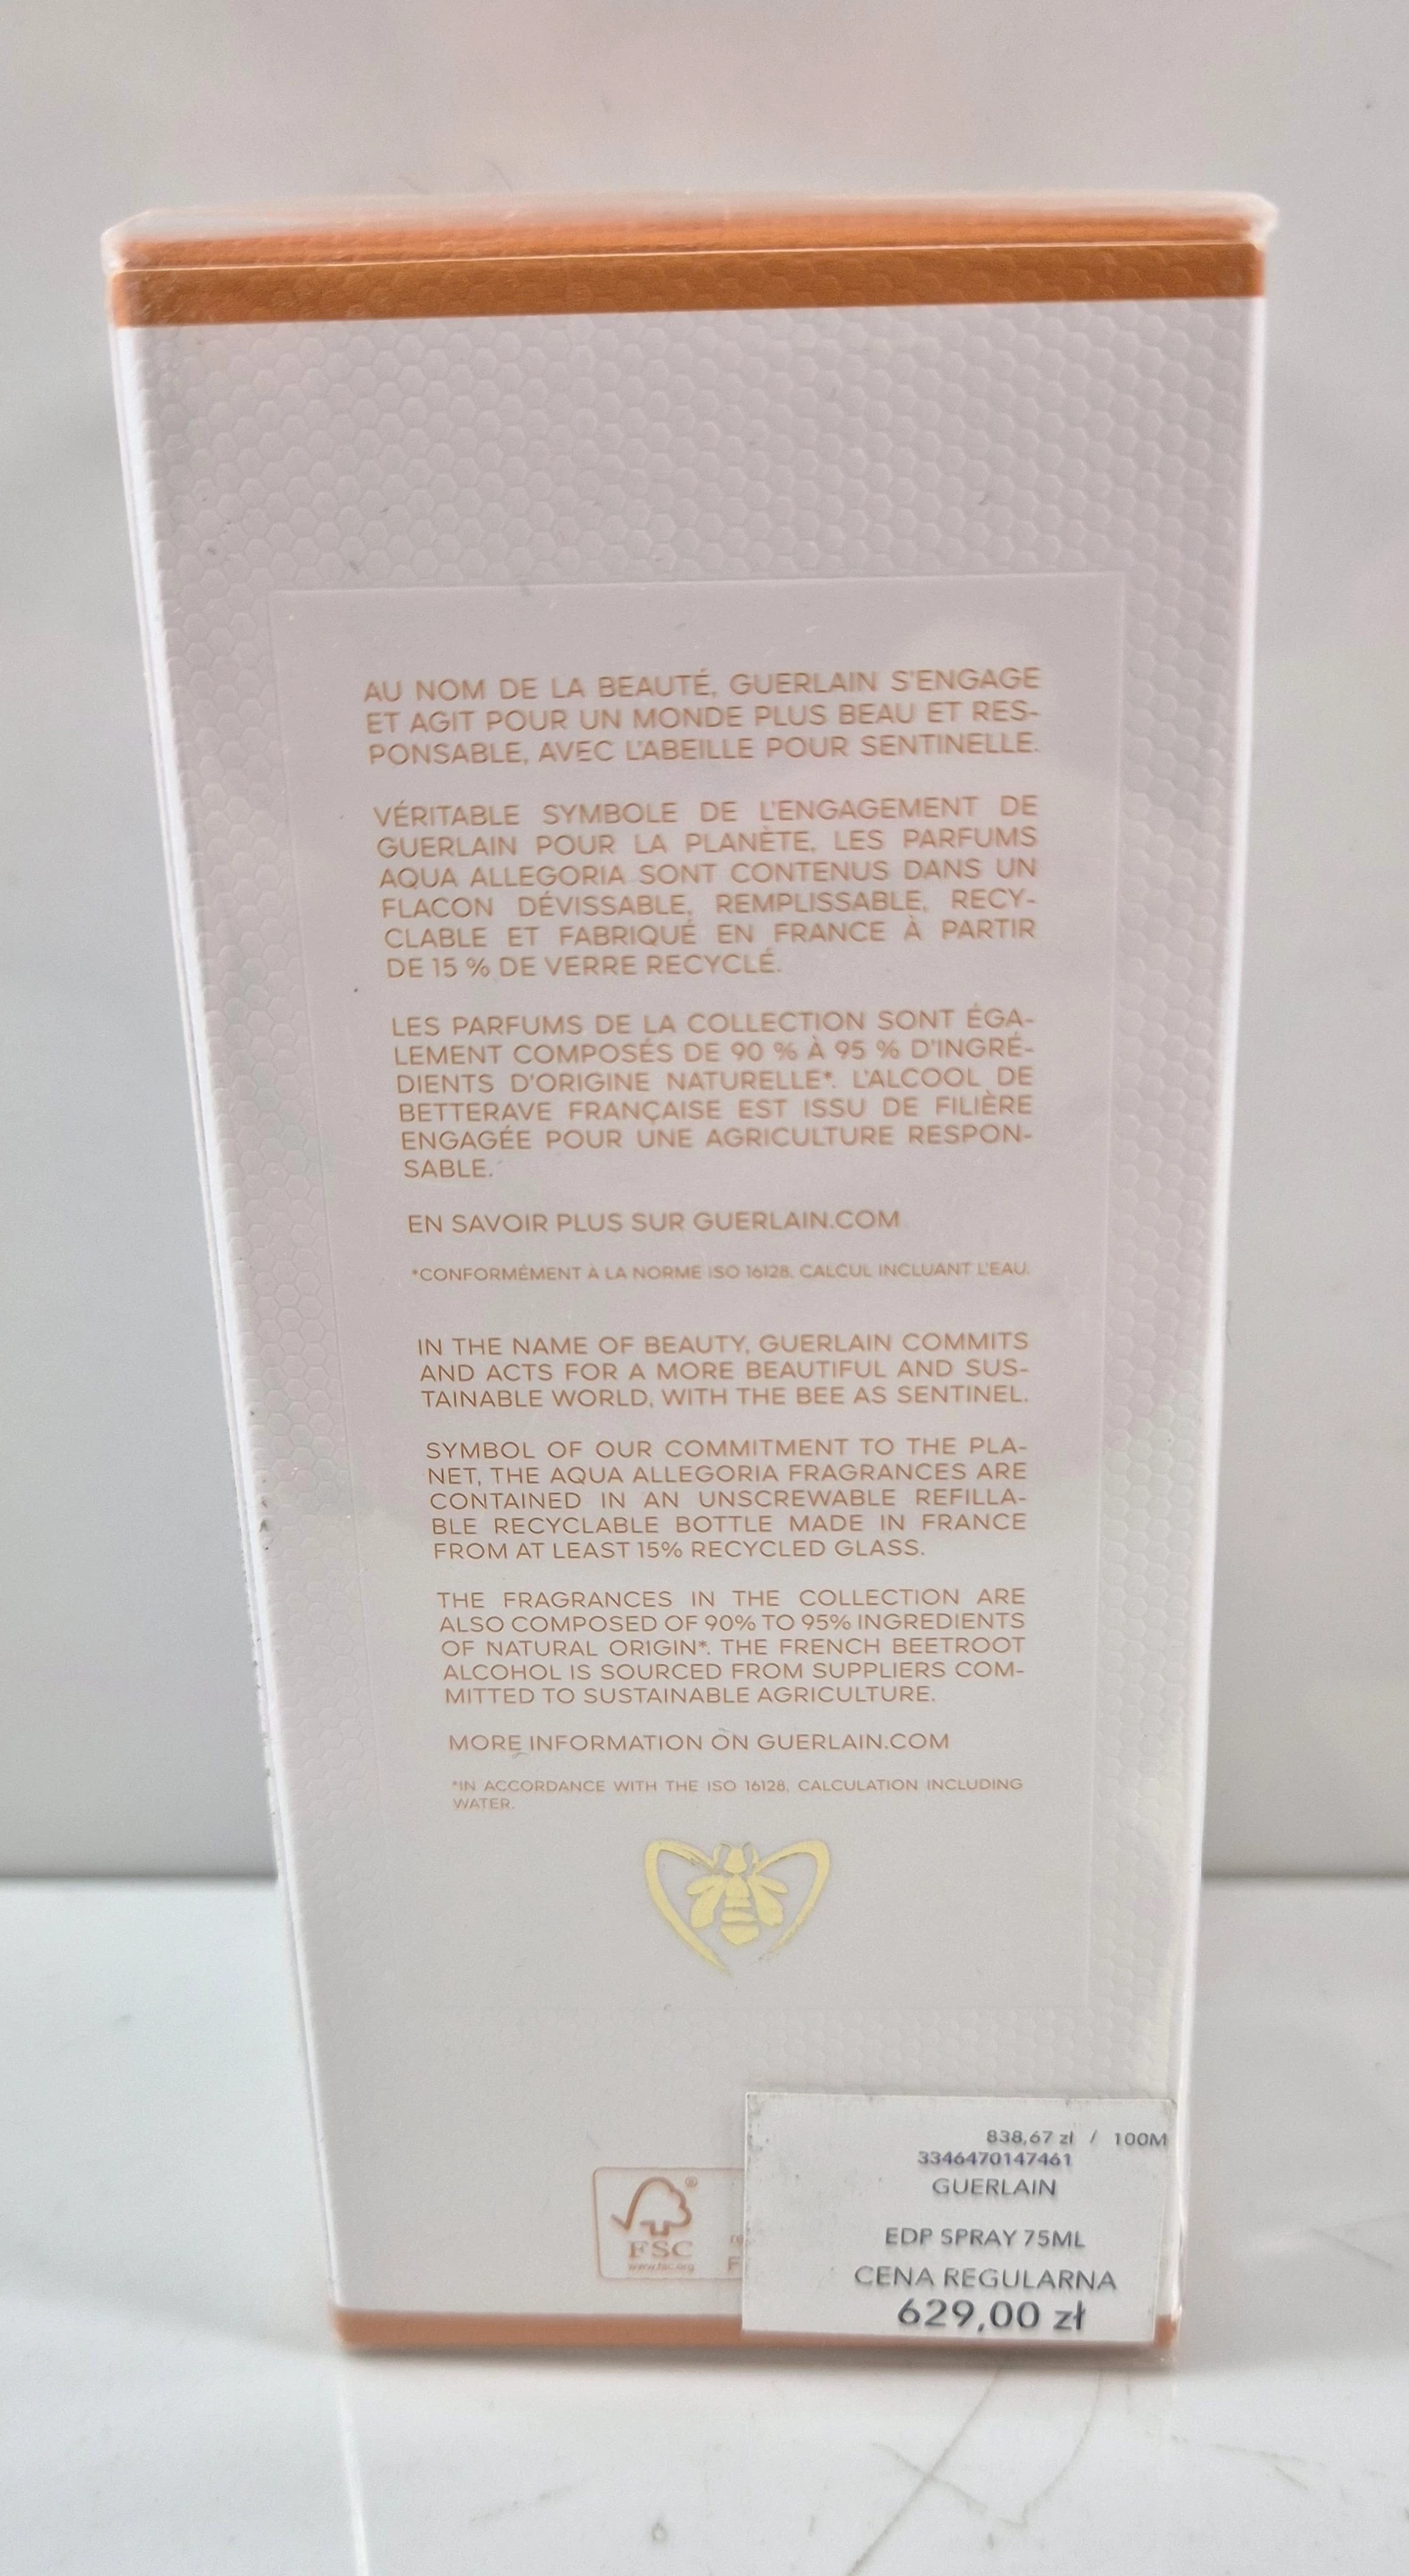 AU NOM DE LA BEAUTÉ, GUERLAIN S'ENGAGE
ET AGIT POUR UN MONDE PLUS BEAU ET RES-
PONSABLE, AVEC L'ABEILLE POUR SENTINELLE.
VÉRITABLE SYMBOLE DE L'ENGAGEMENT DE
GUERLAIN POUR LA PLANÈTE, LES PARFUMS
AQUA ALLEGORIA SONT CONTENUS DANS UN
FLACON DÉVISSABLE, REMPLISSABLE, RECY-
CLABLE ET FABRIQUÉ EN FRANCE À PARTIR
DE 15 % DE VERRE RECYCLÉ.
LES PARFUMS DE LA COLLECTION SONT ÉGA-
LEMENT COMPOSÉS DE 90 % À 95 % D'INGRÉ-
DIENTS D'ORIGINE NATURELLE*. L'ALCOOL DE
BETTERAVE FRANÇAISE EST ISSU DE FILIÈRE
ENGAGÉE POUR UNE AGRICULTURE RESPON-
SABLE.
EN SAVOIR PLUS SUR GUERLAIN.COM
*CONFORMÉMENT À LA NORME ISO 16128, CALCUL INCLUANT L'EAU.
IN THE NAME OF BEAUTY, GUERLAIN COMMITS
AND ACTS FOR A MORE BEAUTIFUL AND SUS-
TAINABLE WORLD, WITH THE BEE AS SENTINEL.
SYMBOL OF OUR COMMITMENT TO THE PLA-
NET, THE AQUA ALLEGORIA FRAGRANCES ARE
CONTAINED IN AN UNSCREWABLE REFILLA-
BLE RECYCLABLE BOTTLE MADE IN FRANCE
FROM AT LEAST 15% RECYCLED GLASS.
THE FRAGRANCES IN THE COLLECTION ARE
ALSO COMPOSED OF 90% TO 95% INGREDIENTS
OF NATURAL ORIGIN*. THE FRENCH BEETROOT
ALCOHOL IS SOURCED FROM SUPPLIERS COM-
MITTED TO SUSTAINABLE AGRICULTURE.
MORE INFORMATION ON GUERLAIN.COM
*IN ACCORDANCE WITH THE ISO 16128, CALCULATION INCLUDING
WATER.
838,67 zł / 100M
3346470147461
GUERLAIN
EDP SPRAY 75ML
CENA REGULARNA
629,00 zł
FSC
www.fsc.org